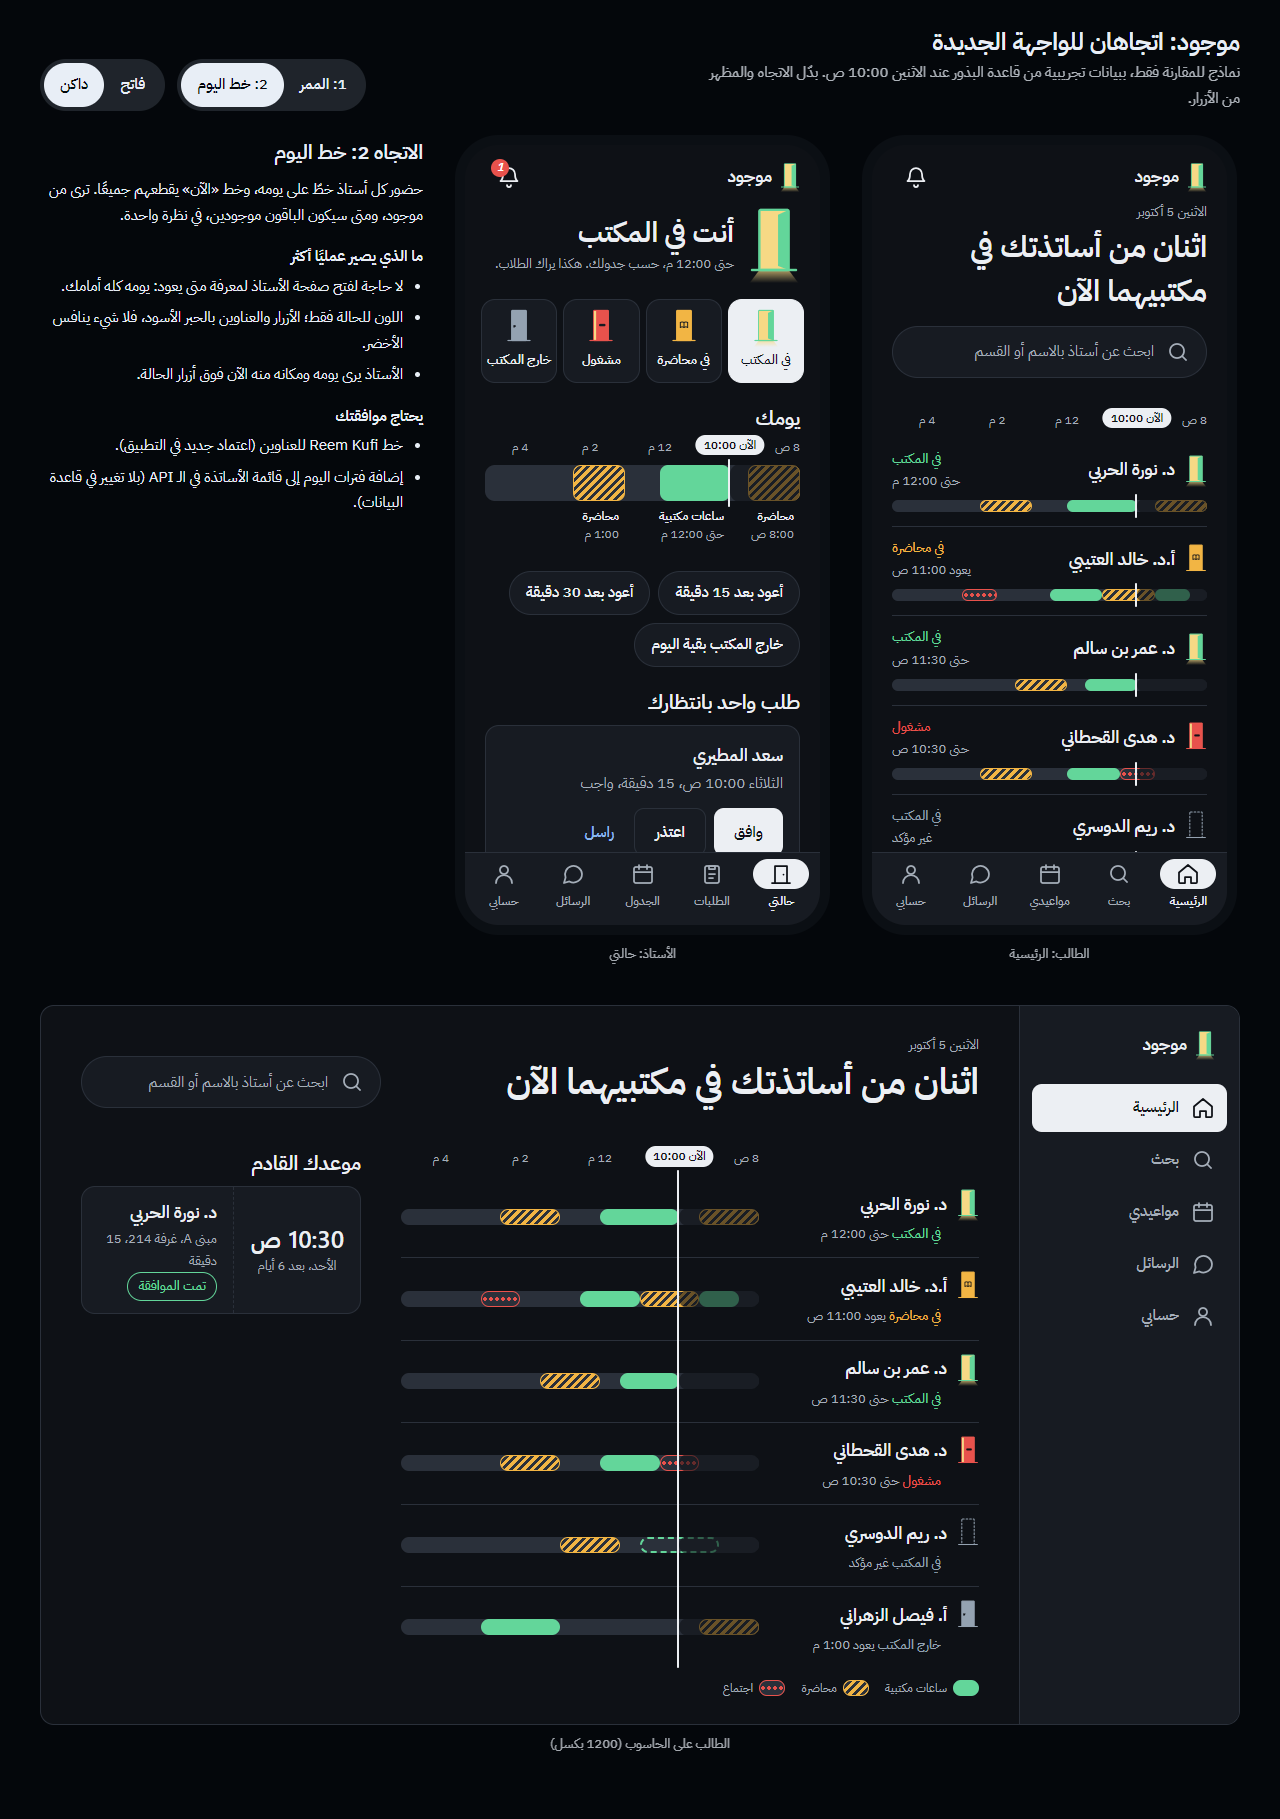 موجود: اتجاهان للواجهة الجديدة
نماذج للمقارنة فقط، ببيانات تجريبية من قاعدة البذور عند الاثنين 10:00 ص. بدّل الاتجاه والمظهر
من الأزرار.
1: الممر
2: خط اليوم
فاتح
داكن
موجود
الاثنين 5 أكتوبر
اثنان من أساتذتك في
مكتبيهما الآن
ابحث عن أستاذ بالاسم أو القسم
8 ص
الآن 10:00
12 م
2 م
4 م
د. نورة الحربي
في المكتب
حتى 12:00 م
أ.د. خالد العتيبي
في محاضرة
يعود 11:00 ص
د. عمر بن سالم
في المكتب
حتى 11:30 ص
د. هدى القحطاني
مشغول
حتى 10:30 ص
د. ريم الدوسري
في المكتب
غير مؤكد
الرئيسية
بحث
مواعيدي
الرسائل
حسابي
الطالب: الرئيسية
موجود
1
أنت في المكتب
حتى 12:00 م، حسب جدولك. هكذا يراك الطلاب.
في المكتب
في محاضرة
مشغول
خارج المكتب
يومك
8 ص
الآن 10:00
12 م
2 م
4 م
محاضرة
8:00 ص
ساعات مكتبية
حتى 12:00 م
محاضرة
1:00 م
أعود بعد 15 دقيقة
أعود بعد 30 دقيقة
خارج المكتب بقية اليوم
طلب واحد بانتظارك
سعد المطيري
الثلاثاء 10:00 ص، 15 دقيقة، واجب
وافق
اعتذر
راسل
حالتي
الطلبات
الجدول
الرسائل
حسابي
الأستاذ: حالتي
الاتجاه 2: خط اليوم
حضور كل أستاذ خطّ على يومه، وخط «الآن» يقطعهم جميعًا. ترى من
موجود، ومتى سيكون الباقون موجودين، في نظرة واحدة.
ما الذي يصير عمليًا أكثر
• لا حاجة لفتح صفحة الأستاذ لمعرفة متى يعود: يومه كله أمامك.
• اللون للحالة فقط؛ الأزرار والعناوين بالحبر الأسود، فلا شيء ينافس
الأخضر.
• الأستاذ يرى يومه ومكانه منه الآن فوق أزرار الحالة.
يحتاج موافقتك
• خط Reem Kufi للعناوين (اعتماد جديد في التطبيق).
• إضافة فترات اليوم إلى قائمة الأساتذة في الـ API (بلا تغيير في قاعدة
البيانات).
موجود
الرئيسية
بحث
مواعيدي
الرسائل
حسابي
الاثنين 5 أكتوبر
اثنان من أساتذتك في مكتبيهما الآن
ابحث عن أستاذ بالاسم أو القسم
8 ص
الآن 10:00
12 م
2 م
4 م
د. نورة الحربي
في المكتب حتى 12:00 م
أ.د. خالد العتيبي
في محاضرة يعود 11:00 ص
د. عمر بن سالم
في المكتب حتى 11:30 ص
د. هدى القحطاني
مشغول حتى 10:30 ص
د. ريم الدوسري
في المكتب غير مؤكد
أ. فيصل الزهراني
خارج المكتب يعود 1:00 م
ساعات مكتبية
محاضرة
اجتماع
موعدك القادم
10:30 ص
الأحد، بعد 6 أيام
د. نورة الحربي
مبنى A، غرفة 214، 15
دقيقة
تمت الموافقة
الطالب على الحاسوب (1200 بكسل)